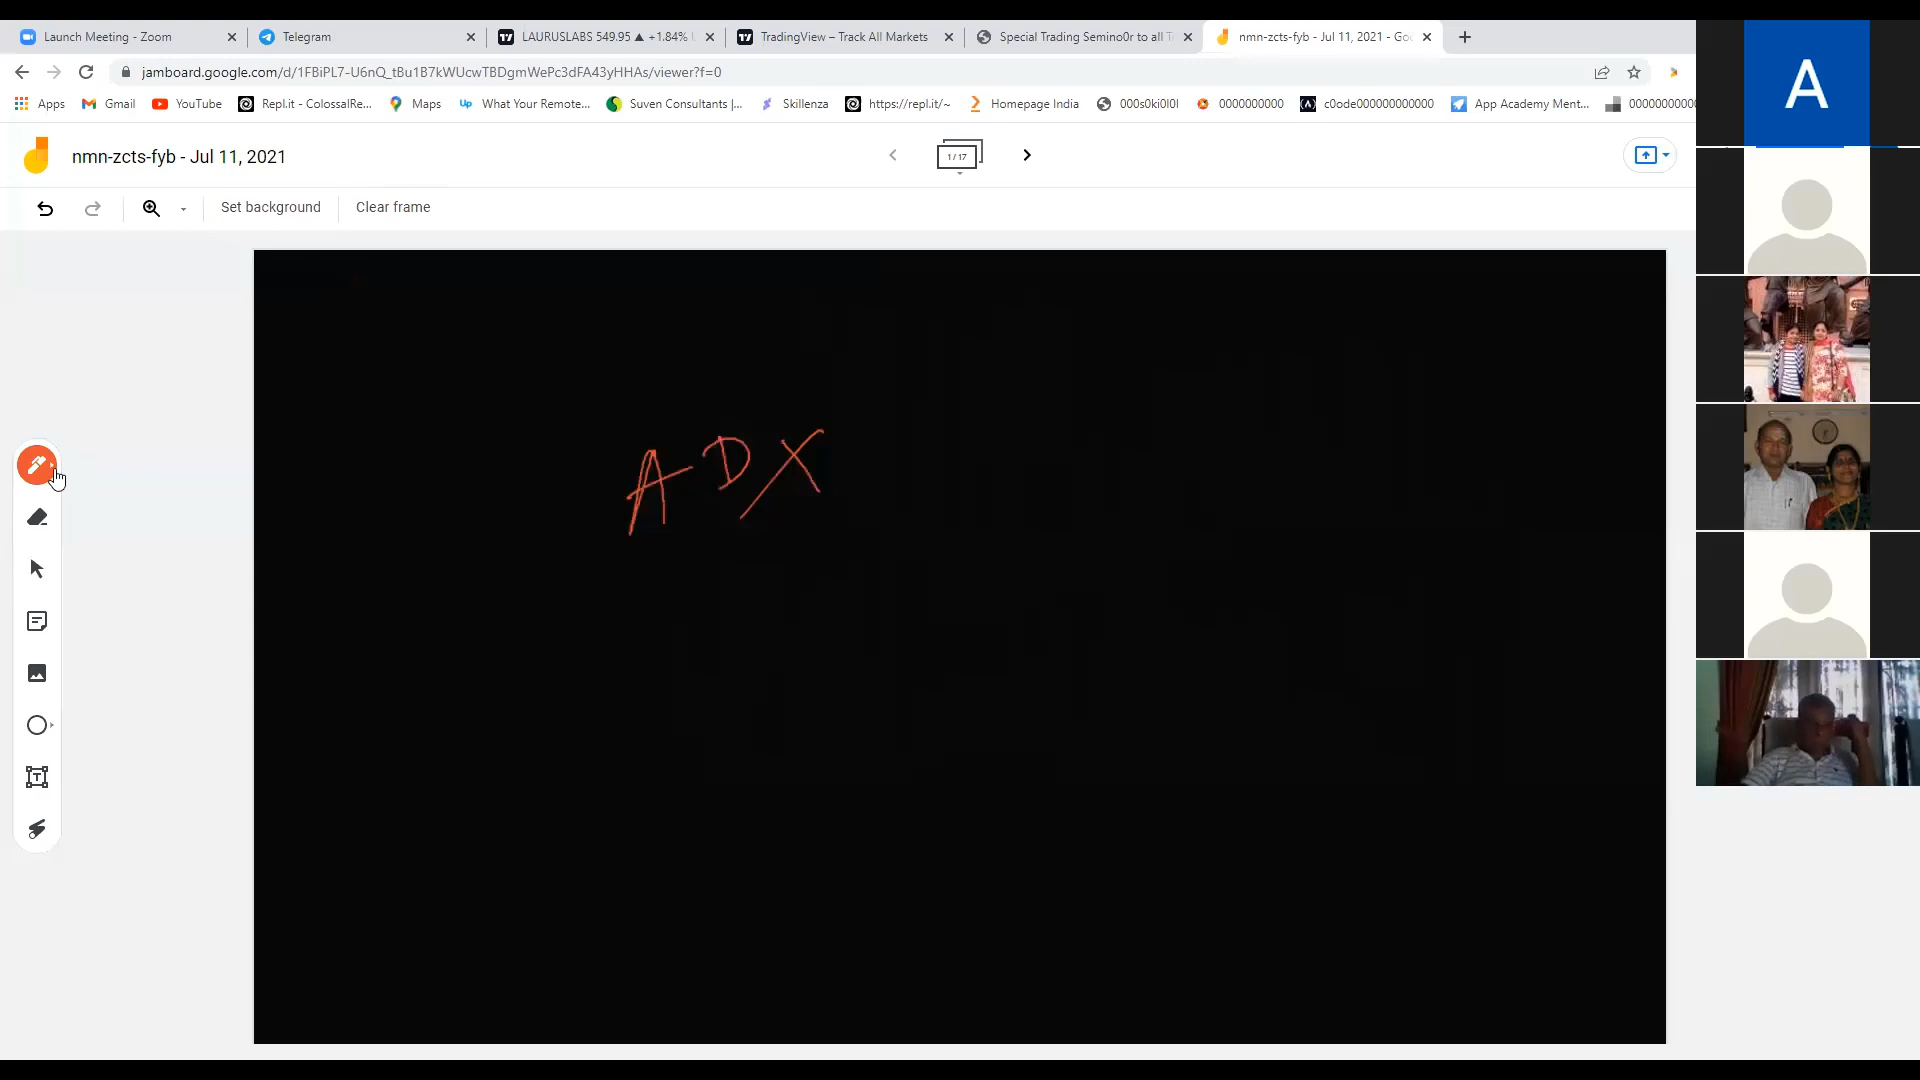 Launch Meeting - Zoom
Telegram
LAURUSLABS 549.95 ▲ +1.84%
TradingView – Track All Markets
Special Trading Semino0r to all T
nmn-zcts-fyb - Jul 11, 2021 - Go
jamboard.google.com/d/1FBiPL7-U6nQ_tBu1B7kWUcwTBDgmWePc3dFA43yHHAs/viewer?f=0
Apps
Gmail
YouTube
Repl.it - ColossalRe...
Maps
Up
What Your Remote...
Suven Consultants |...
Skillenza
https://repl.it/~
Homepage India
000s0ki0l0l
0000000000
c0ode000000000000
App Academy Ment...
00000000000
nmn-zcts-fyb - Jul 11, 2021
1 / 17
Set background
Clear frame
ADX
A